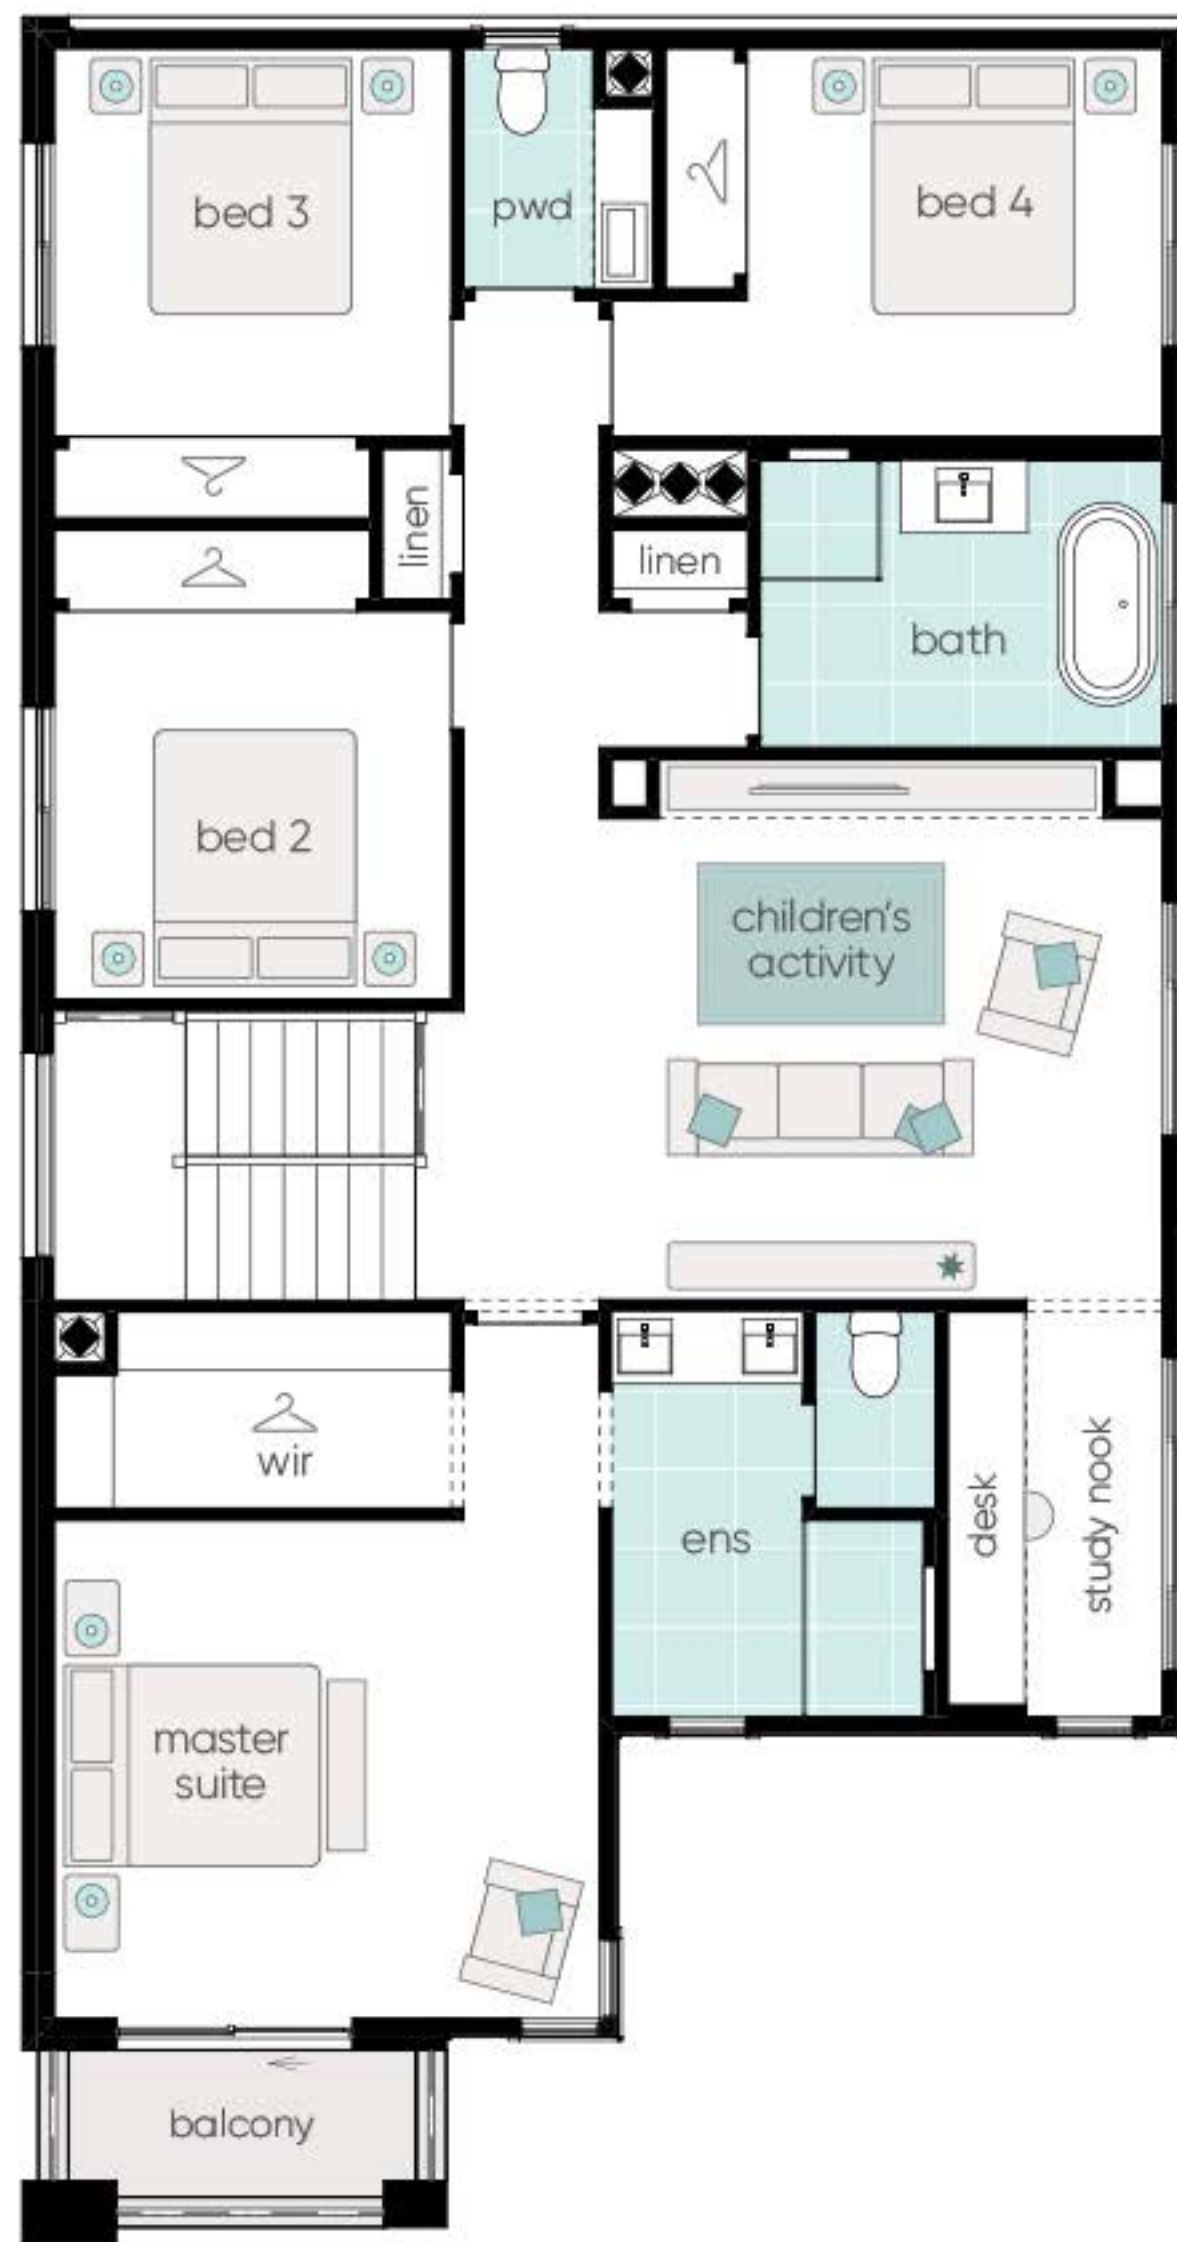 bed 3
pwd
bed 4
linen
linen
bath
bed 2
children's
activity
wir
ens
desk
study nook
master
suite
balcony